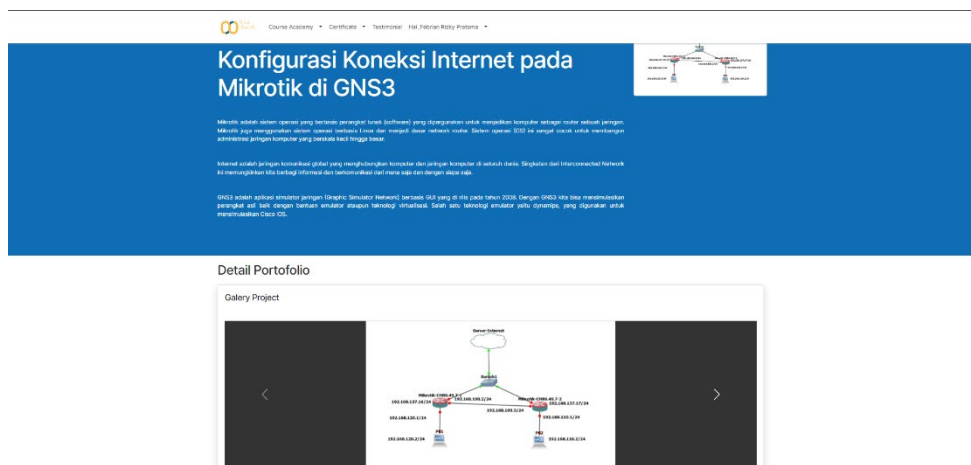 Course Academy Certificate Testimonial Hai, Febrian Rizky Pratama
Konfigurasi Koneksi Internet pada
Mikrotik di GNS3
Mikrotik adalah sistem operasi yang berbasis perangkat lunak (software) yang dipergunakan untuk menjadikan komputer sebagai router sebuah jaringan.
Mikrotik juga menggunakan sistem operasi berbasis Linux dan menjadi dasar network router. Sistem operasi (OS) ini sangat cocok untuk membangun
administrasi jaringan komputer yang berskala kecil hingga besar.
Internet adalah jaringan komunikasi global yang menghubungkan komputer dan jaringan komputer di seluruh dunia. Singkatan dari Interconnected Network
ini memungkinkan kita berbagi informasi dan berkomunikasi dari mana saja dan dengan siapa saja.
GNS3 adalah aplikasi simulator jaringan (Graphic Simulator Network) berbasis GUI yang di rilis pada tahun 2008. Dengan GNS3 kita bisa mensimulasikan
perangkat asli baik dengan bantuan emulator ataupun teknologi virtualisasi. Salah satu teknologi emulator yaitu dynamips, yang digunakan untuk
mensimulasikan Cisco IOS.
Detail Portofolio
Galery Project
Server Internet
Switch1
192.168.137.16/24
192.168.100.1/24
192.168.137.17/24
192.168.100.2/24
192.168.120.1/24
192.168.110.1/24
192.168.120.2/24
192.168.110.2/24